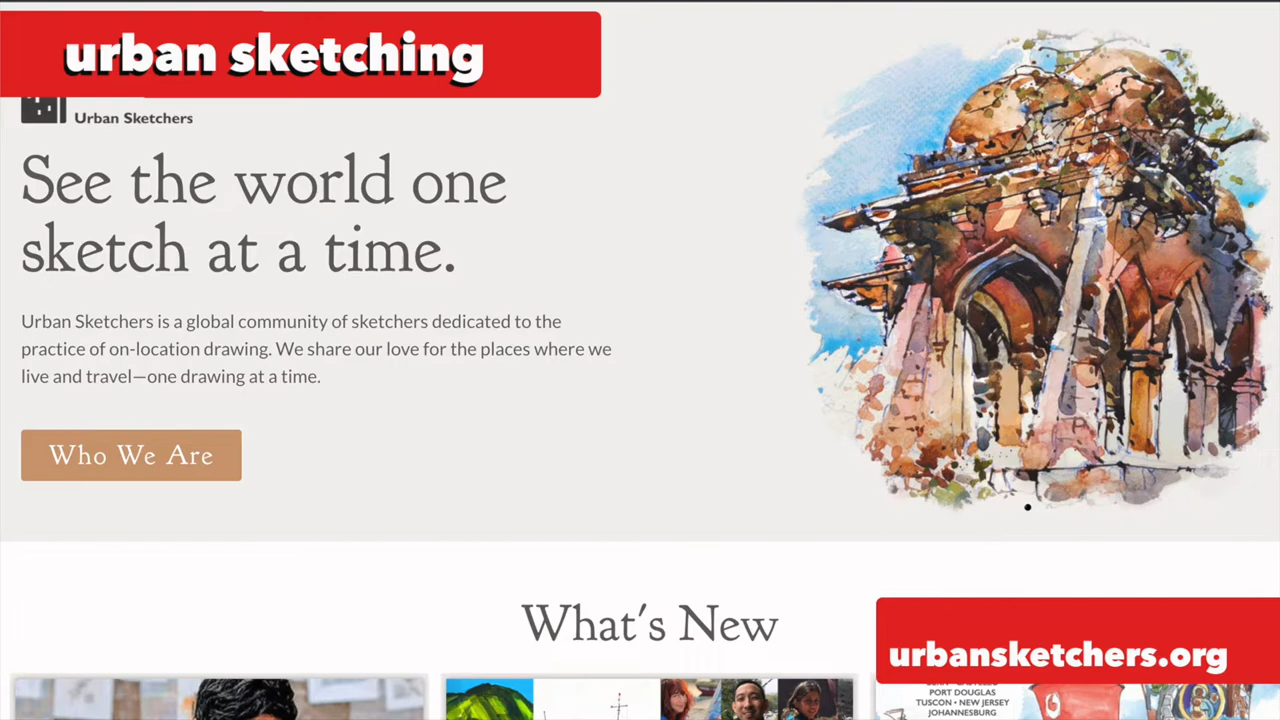 urban sketching
Urban Sketchers
See the world one
sketch at a time.
Urban Sketchers is a global community of sketchers dedicated to the
practice of on-location drawing. We share our love for the places where we
live and travel—one drawing at a time.
Who We Are
What's New
urbansketchers.org
PORT DOUGLAS
TUSCON • NEW JERSEY
JOHANNESBURG